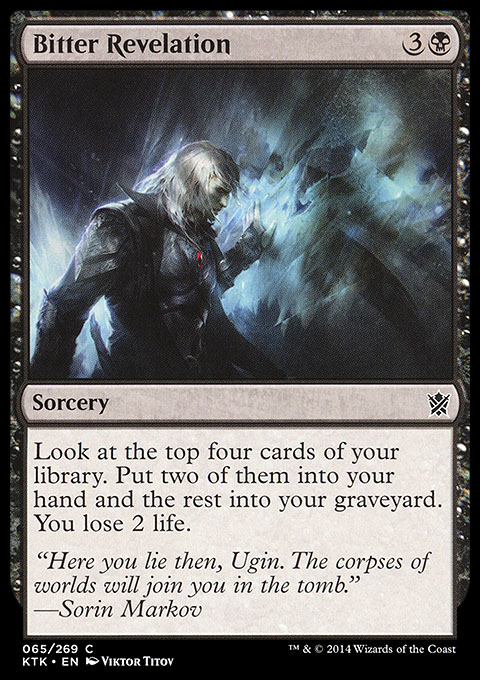 Bitter Revelation 3
Sorcery
Look at the top four cards of your
library. Put two of them into your
hand and the rest into your graveyard.
You lose 2 life.
“Here you lie then, Ugin. The corpses of
worlds will join you in the tomb.”
—Sorin Markov
065/269 C
KTK • EN Viktor Titov
™ & © 2014 Wizards of the Coast